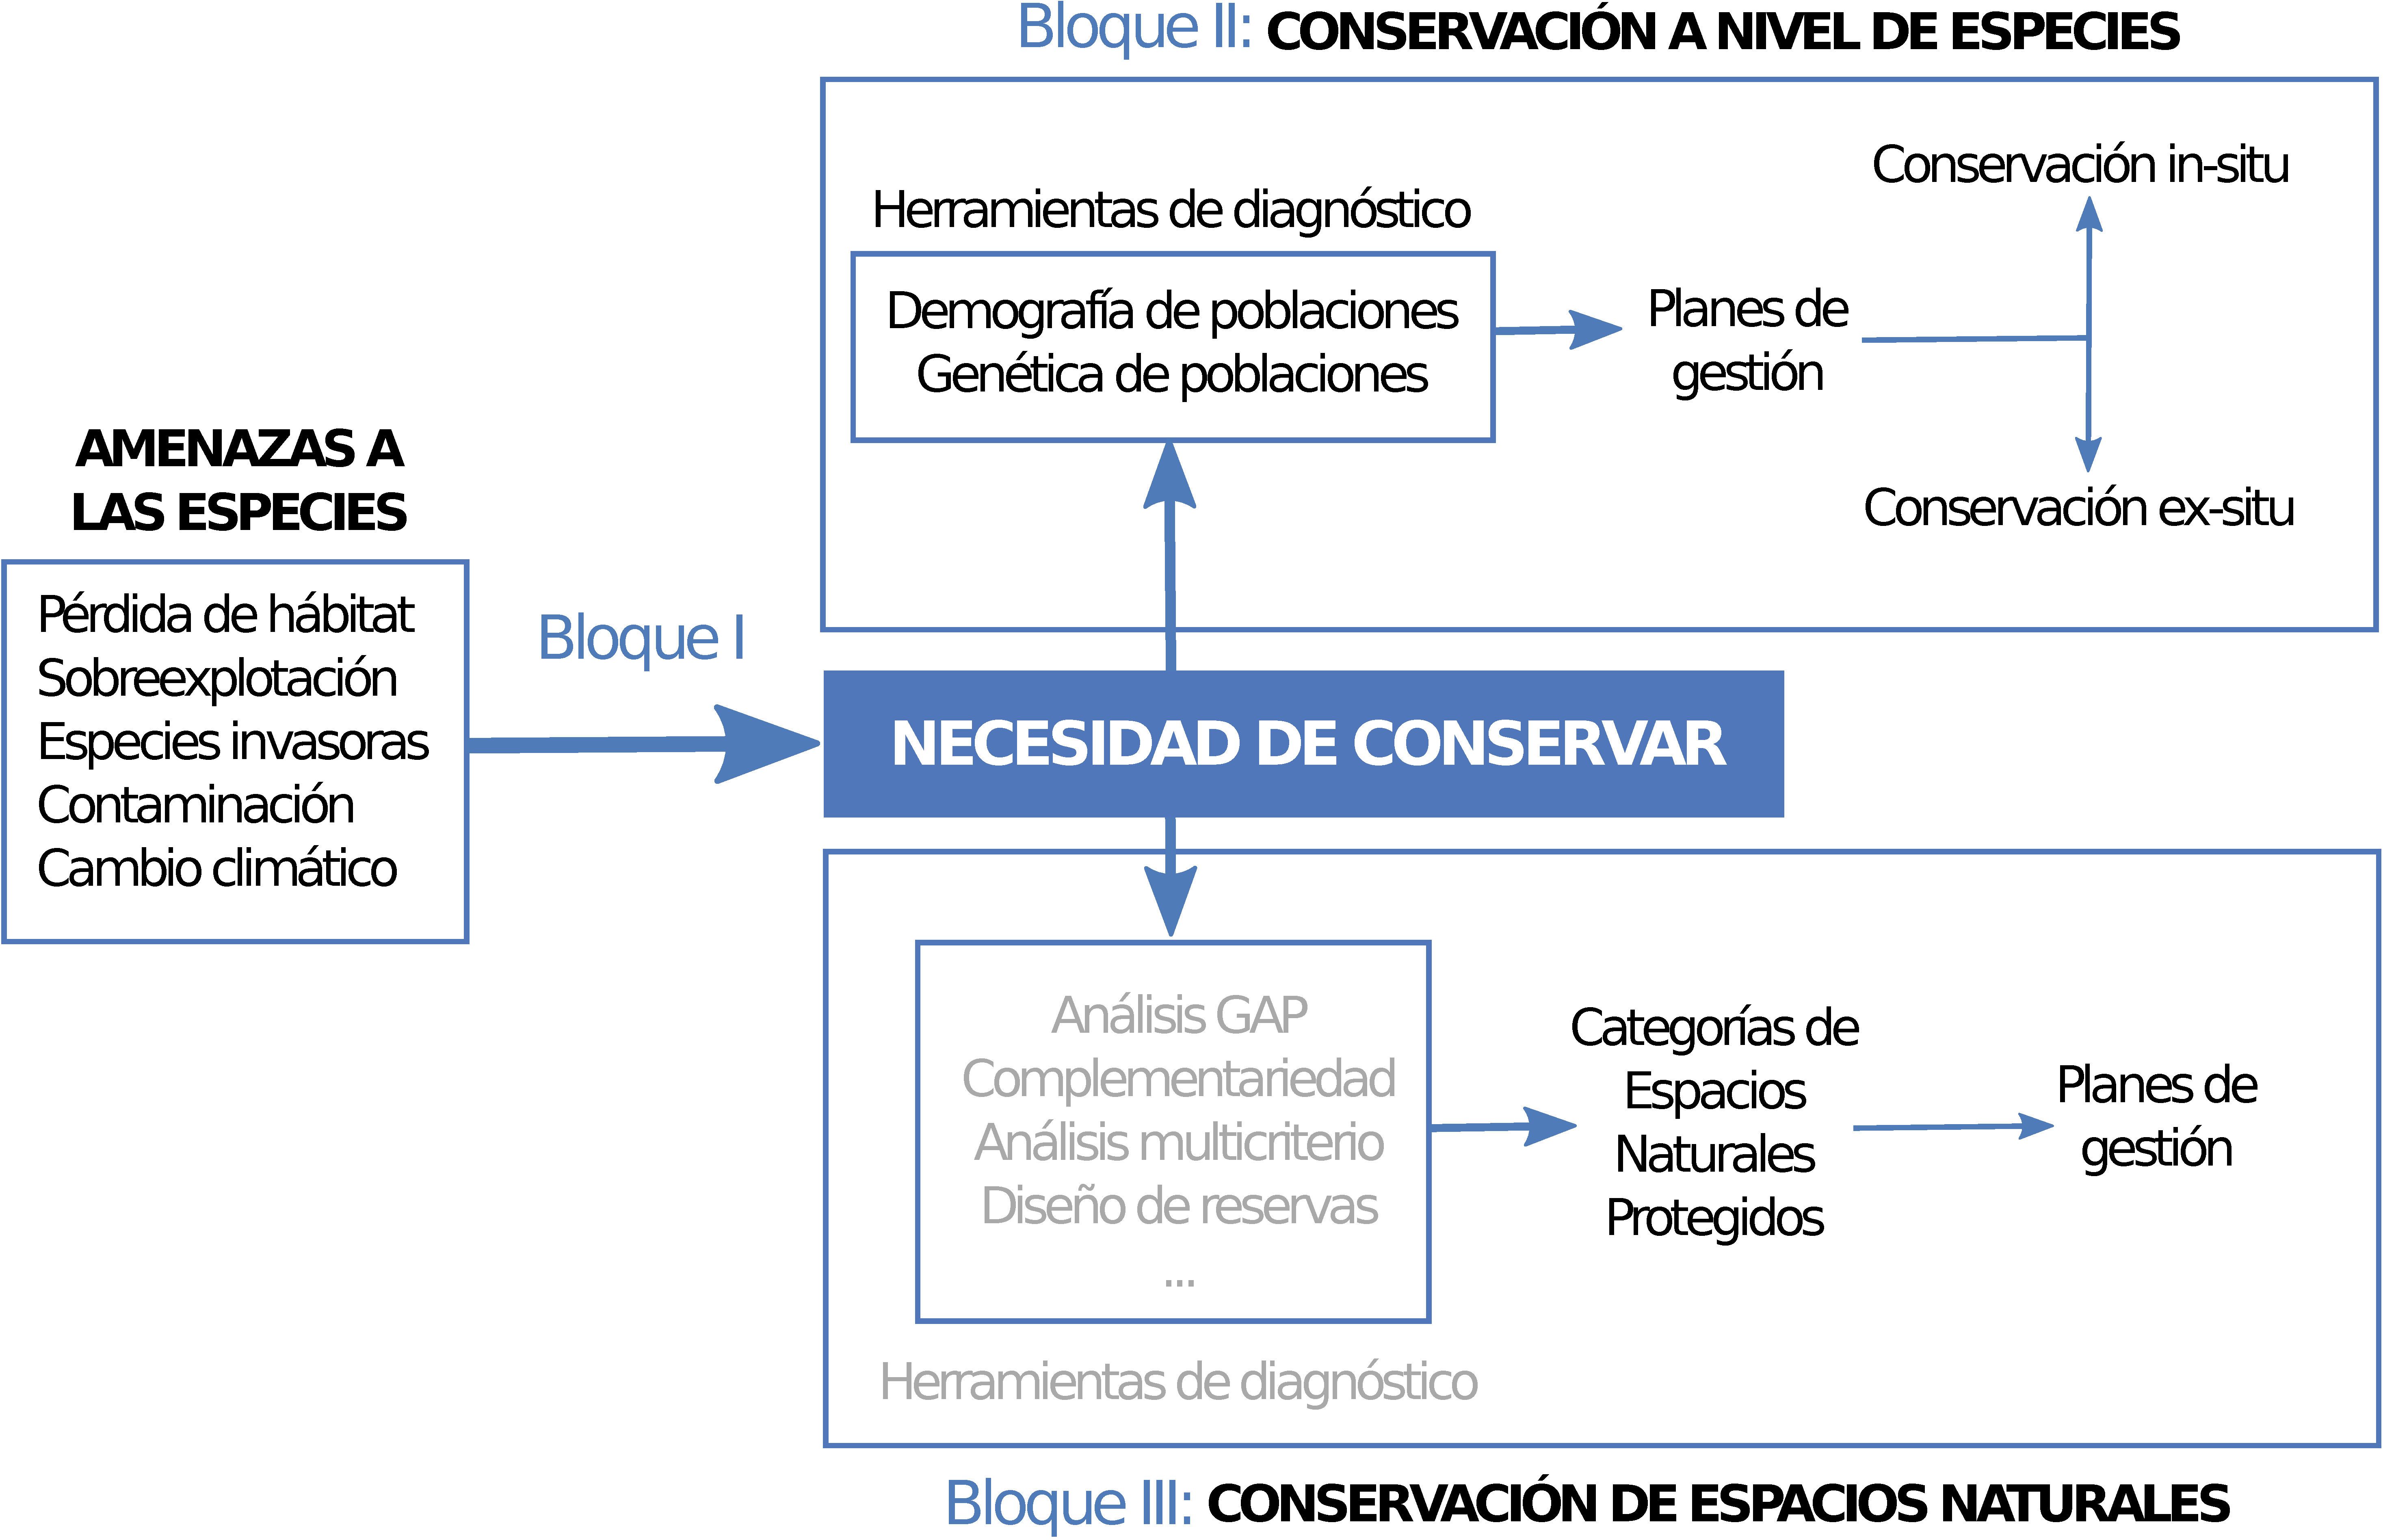 Bloque II: CONSERVACIÓN A NIVEL DE ESPECIES
Herramientas de diagnóstico
Demografía de poblaciones
Genética de poblaciones
Planes de
gestión
Conservación in-situ
Conservación ex-situ
AMENAZAS A
LAS ESPECIES
Pérdida de hábitat
Sobreexplotación
Especies invasoras
Contaminación
Cambio climático
Bloque I
NECESIDAD DE CONSERVAR
Análisis GAP
Complementariedad
Análisis multicriterio
Diseño de reservas
...
Herramientas de diagnóstico
Categorías de
Espacios
Naturales
Protegidos
Planes de
gestión
Bloque III: CONSERVACIÓN DE ESPACIOS NATURALES